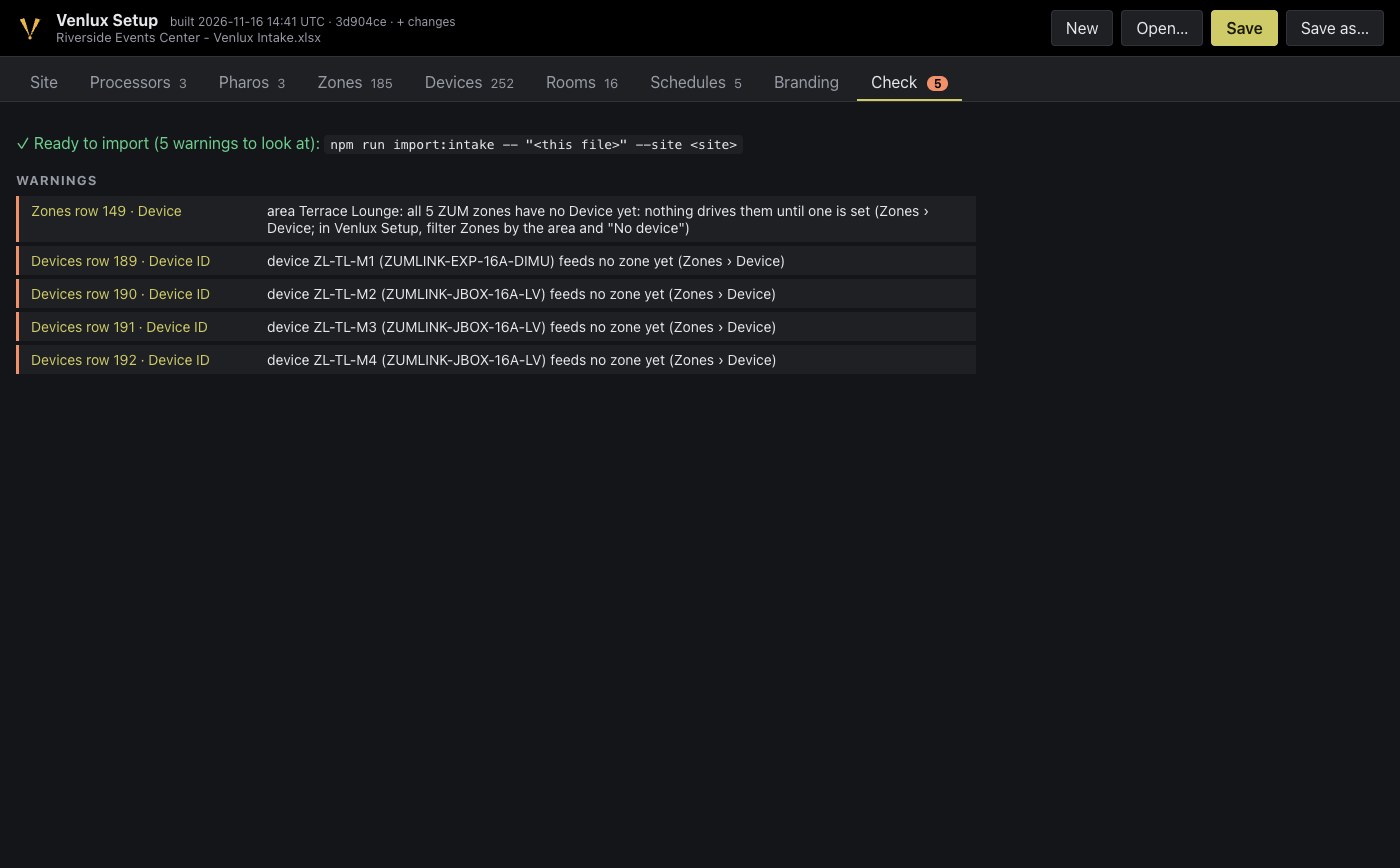 Venlux Setup built 2026-11-16 14:41 UTC · 3d904ce · + changes
Riverside Events Center - Venlux Intake.xlsx
New Open... Save Save as...
Site Processors 3 Pharos 3 Zones 185 Devices 252 Rooms 16 Schedules 5 Branding Check 5
✓ Ready to import (5 warnings to look at): npm run import:intake -- "<this file>" --site <site>
WARNINGS
Zones row 149 · Device area Terrace Lounge: all 5 ZUM zones have no Device yet: nothing drives them until one is set (Zones ›
Device; in Venlux Setup, filter Zones by the area and "No device")
Devices row 189 · Device ID device ZL-TL-M1 (ZUMLINK-EXP-16A-DIMU) feeds no zone yet (Zones › Device)
Devices row 190 · Device ID device ZL-TL-M2 (ZUMLINK-JBOX-16A-LV) feeds no zone yet (Zones › Device)
Devices row 191 · Device ID device ZL-TL-M3 (ZUMLINK-JBOX-16A-LV) feeds no zone yet (Zones › Device)
Devices row 192 · Device ID device ZL-TL-M4 (ZUMLINK-JBOX-16A-LV) feeds no zone yet (Zones › Device)